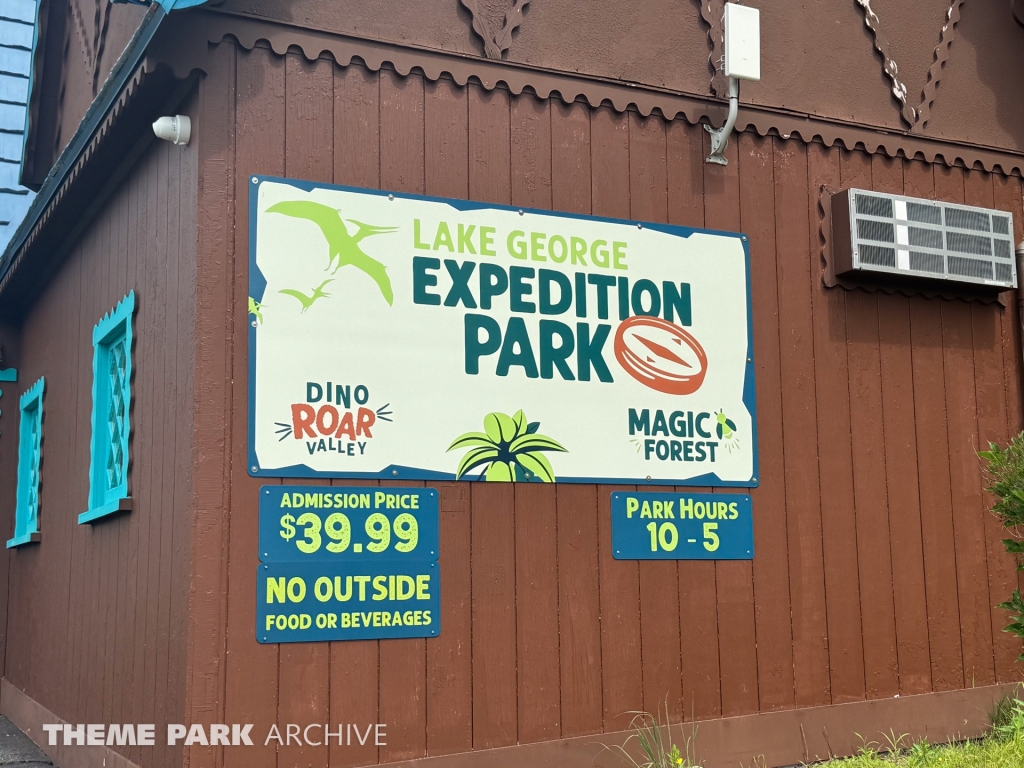 LAKE GEORGE
EXPEDITION
PARK
DINO
ROAR
VALLEY
MAGIC
FOREST
ADMISSION PRICE
$39.99
NO OUTSIDE
FOOD OR BEVERAGES
PARK HOURS
10 - 5
THEME PARK ARCHIVE